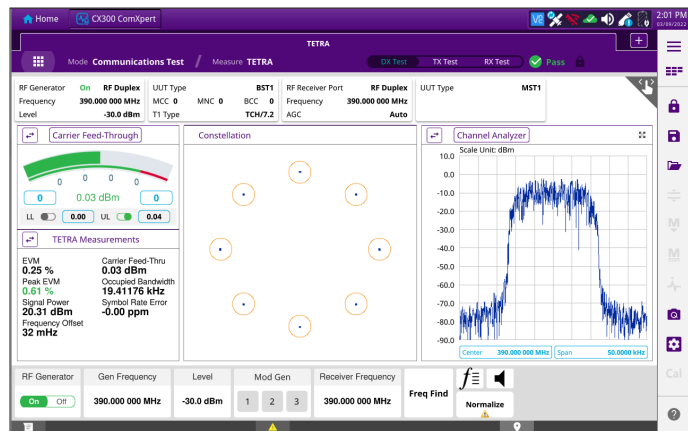 Home CX300 ComXpert 2:01 PM
03/09/2022
TETRA
Mode Communications Test / Measure TETRA DX Test TX Test RX Test Pass
RF Generator On RF Duplex
Frequency 390.000 000 MHz
Level -30.0 dBm
UUT Type BST1
MCC 0 MNC 0 BCC 0
T1 Type TCH/7.2
RF Receiver Port RF Duplex
Frequency 390.000 000 MHz
AGC Auto
UUT Type MST1
Carrier Feed-Through
0 0 0 0
0 0.03 dBm 0
LL 0.00 UL 0.04
TETRA Measurements
EVM
0.25 %
Peak EVM
0.61 %
Signal Power
20.31 dBm
Frequency Offset
32 mHz
Carrier Feed-Thru
0.03 dBm
Occupied Bandwidth
19.41176 kHz
Symbol Rate Error
-0.00 ppm
Constellation
Channel Analyzer
Scale Unit: dBm
10.0
0.0
-10.0
-20.0
-30.0
-40.0
-50.0
-60.0
-70.0
-80.0
-90.0
Center 390.000 000 MHz Span 50.0000 kHz
RF Generator Gen Frequency Level Mod Gen Receiver Frequency
On Off 390.000 000 MHz -30.0 dBm 1 2 3 390.000 000 MHz Freq Find
Normalize
M
M
Cal